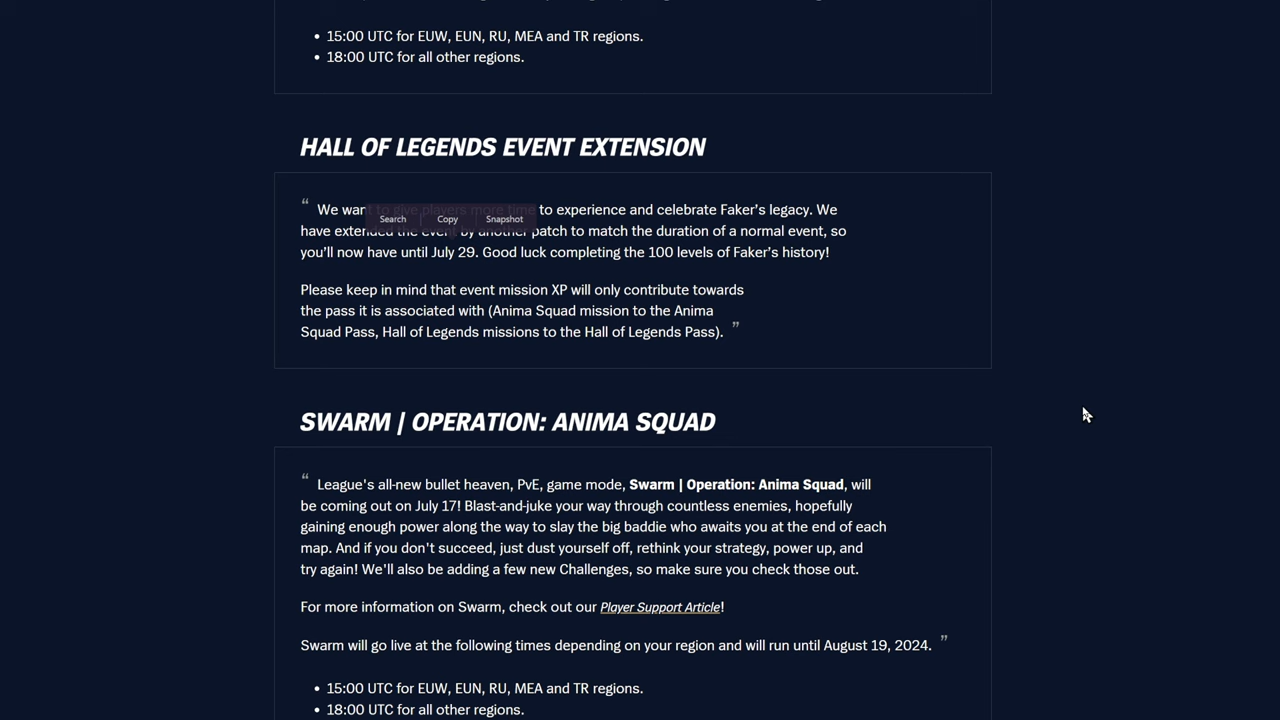 • 15:00 UTC for EUW, EUN, RU, MEA and TR regions.
• 18:00 UTC for all other regions.
HALL OF LEGENDS EVENT EXTENSION
“ We want to give players more time to experience and celebrate Faker's legacy. We
Search Copy Snapshot
have extended the event by another patch to match the duration of a normal event, so
you'll now have until July 29. Good luck completing the 100 levels of Faker's history!
Please keep in mind that event mission XP will only contribute towards
the pass it is associated with (Anima Squad mission to the Anima
Squad Pass, Hall of Legends missions to the Hall of Legends Pass). ”
SWARM | OPERATION: ANIMA SQUAD
“ League's all-new bullet heaven, PvE, game mode, Swarm | Operation: Anima Squad, will
be coming out on July 17! Blast-and-juke your way through countless enemies, hopefully
gaining enough power along the way to slay the big baddie who awaits you at the end of each
map. And if you don't succeed, just dust yourself off, rethink your strategy, power up, and
try again! We'll also be adding a few new Challenges, so make sure you check those out.
For more information on Swarm, check out our Player Support Article!
Swarm will go live at the following times depending on your region and will run until August 19, 2024. ”
• 15:00 UTC for EUW, EUN, RU, MEA and TR regions.
• 18:00 UTC for all other regions.